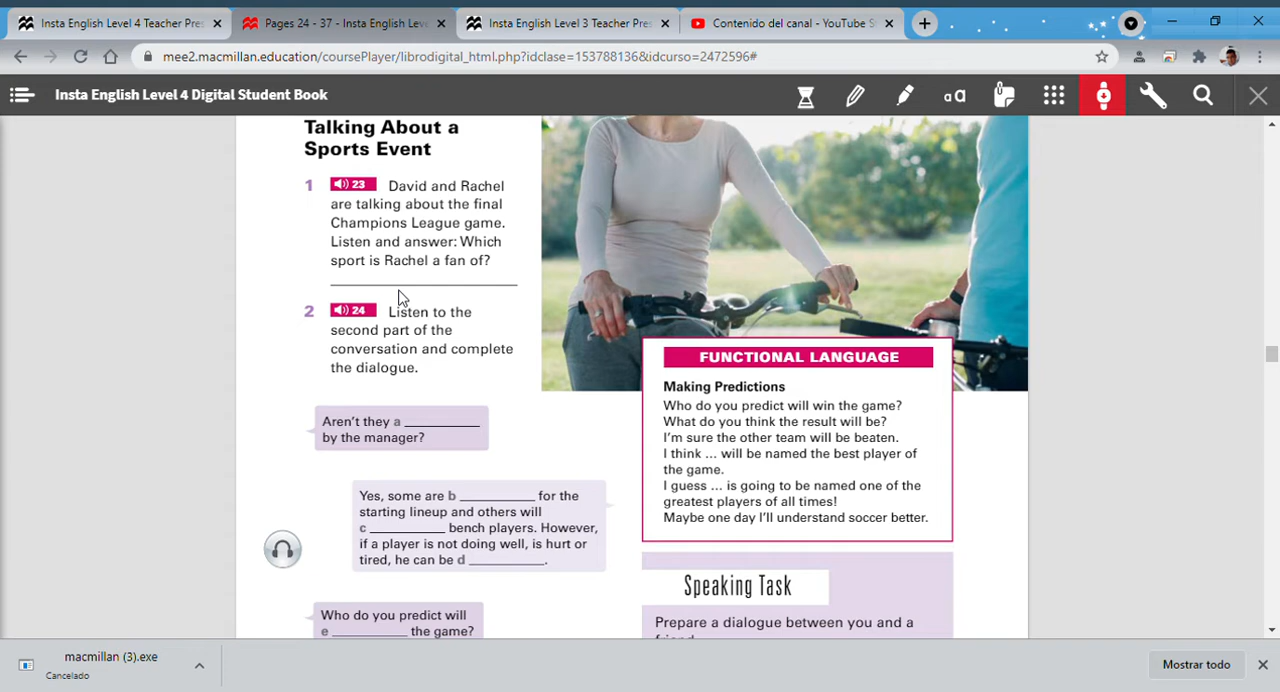 Insta English Level 4 Teacher Pres
Pages 24 - 37 - Insta English Leve
Insta English Level 3 Teacher Pres
Contenido del canal - YouTube S
mee2.macmillan.education/coursePlayer/librodigital_html.php?idclase=153788136&idcurso=2472596#
Insta English Level 4 Digital Student Book
aa
Talking About a
Sports Event
1 23 David and Rachel
are talking about the final
Champions League game.
Listen and answer: Which
sport is Rachel a fan of?
2 24 Listen to the
second part of the
conversation and complete
the dialogue.
Aren't they a __________
by the manager?
Yes, some are b __________ for the
starting lineup and others will
c __________ bench players. However,
if a player is not doing well, is hurt or
tired, he can be d __________.
Who do you predict will
e __________ the game?
FUNCTIONAL LANGUAGE
Making Predictions
Who do you predict will win the game?
What do you think the result will be?
I'm sure the other team will be beaten.
I think ... will be named the best player of
the game.
I guess ... is going to be named one of the
greatest players of all times!
Maybe one day I'll understand soccer better.
Speaking Task
Prepare a dialogue between you and a
friend
macmillan (3).exe
Cancelado
Mostrar todo